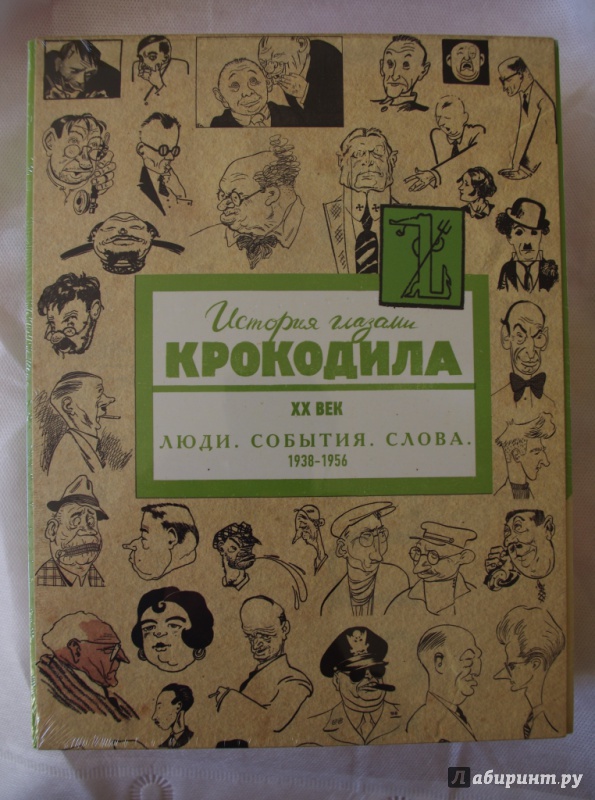 История глазами
КРОКОДИЛА
XX ВЕК
ЛЮДИ. СОБЫТИЯ. СЛОВА.
1938-1956
Лабиринт.ру